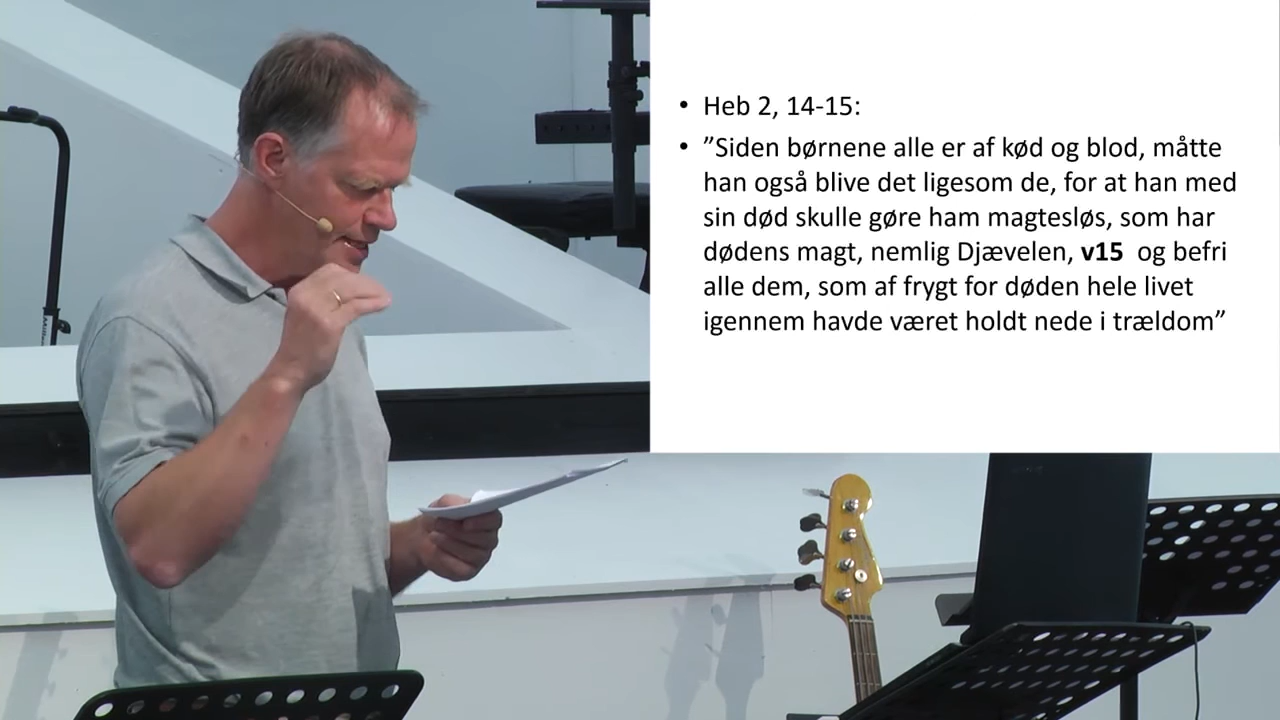 • Heb 2, 14-15:
• ”Siden børnene alle er af kød og blod, måtte
han også blive det ligesom de, for at han med
sin død skulle gøre ham magtesløs, som har
dødens magt, nemlig Djævelen, v15 og befri
alle dem, som af frygt for døden hele livet
igennem havde været holdt nede i trældom”